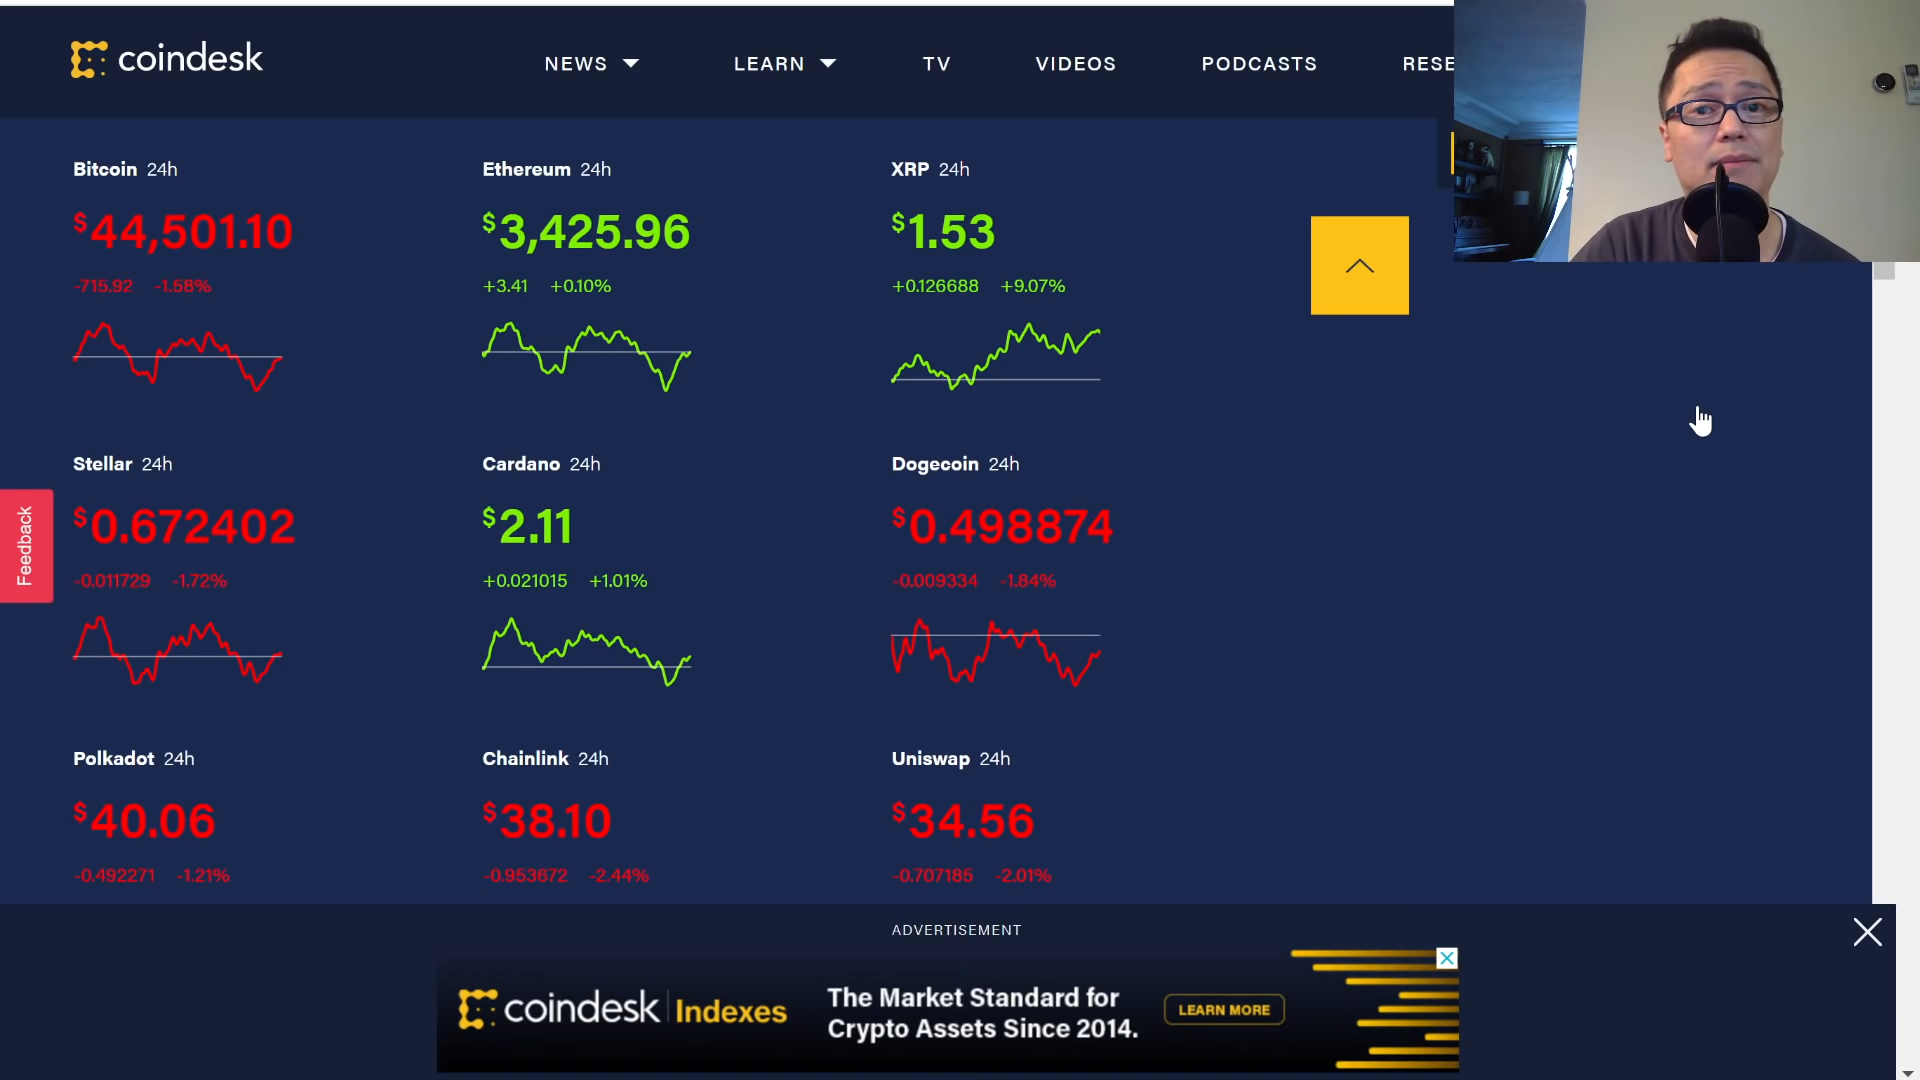 coindesk
NEWS LEARN TV VIDEOS PODCASTS RESE
Bitcoin 24h
$44,501.10
-715.92 -1.58%
Ethereum 24h
$3,425.96
+3.41 +0.10%
XRP 24h
$1.53
+0.126688 +9.07%
Stellar 24h
$0.672402
-0.011729 -1.72%
Cardano 24h
$2.11
+0.021015 +1.01%
Dogecoin 24h
$0.498874
-0.009334 -1.84%
Feedback
Polkadot 24h
$40.06
-0.492271 -1.21%
Chainlink 24h
$38.10
-0.953672 -2.44%
Uniswap 24h
$34.56
-0.707185 -2.01%
ADVERTISEMENT
coindesk Indexes
The Market Standard for
Crypto Assets Since 2014.
LEARN MORE